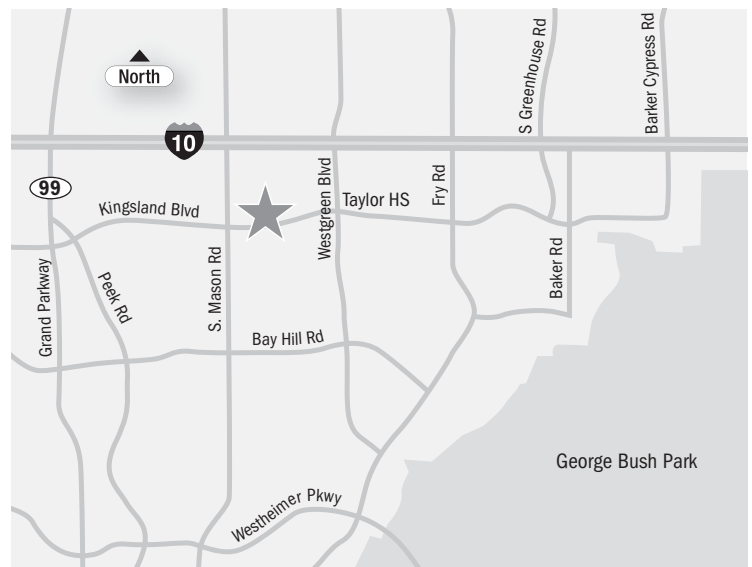 North
S Greenhouse Rd
Barker Cypress Rd
10
99
Kingsland Blvd
Westgreen Blvd
Taylor HS
Fry Rd
Grand Parkway
Peek Rd
S. Mason Rd
Baker Rd
Bay Hill Rd
George Bush Park
Westheimer Pkwy